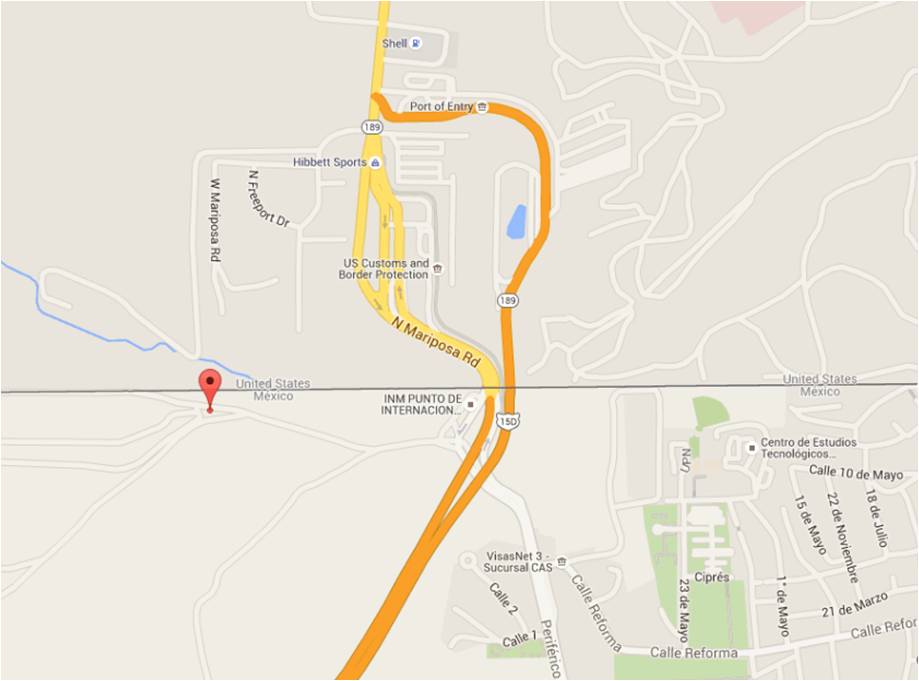 Shell
Port of Entry
189
Hibbett Sports
W Mariposa Rd
N Freeport Dr
US Customs and
Border Protection
189
N Mariposa Rd
United States
México
United States
México
INM PUNTO DE
INTERNACION...
15D
Centro de Estudios
Tecnológicos...
NdN
Calle 10 de Mayo
15 de Mayo
22 de Noviembre
18 de Julio
VisasNet 3 -
Sucursal CAS
Ciprés
Calle 2
Calle 1
Periférico
Calle Reforma
23 de Mayo
1° de Mayo
21 de Marzo
Calle Reforma
Calle Refor